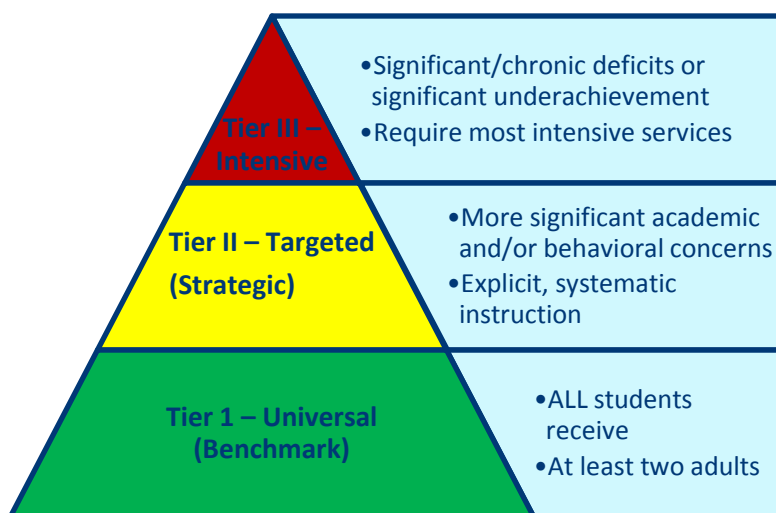 •Significant/chronic deficits or
significant underachievement
•Require most intensive services
Tier III –
Intensive
•More significant academic
and/or behavioral concerns
•Explicit, systematic
instruction
Tier II – Targeted
(Strategic)
•ALL students
receive
•At least two adults
Tier 1 – Universal
(Benchmark)